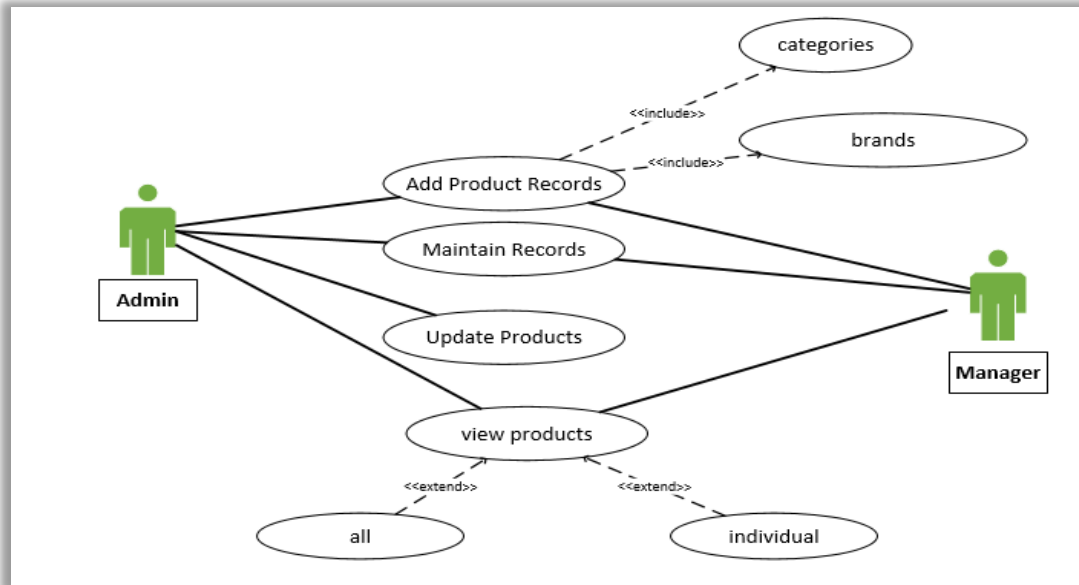 categories
<<include>>
brands
<<include>>
Add Product Records
Maintain Records
Admin
Update Products
Manager
view products
<<extend>>
<<extend>>
all
individual